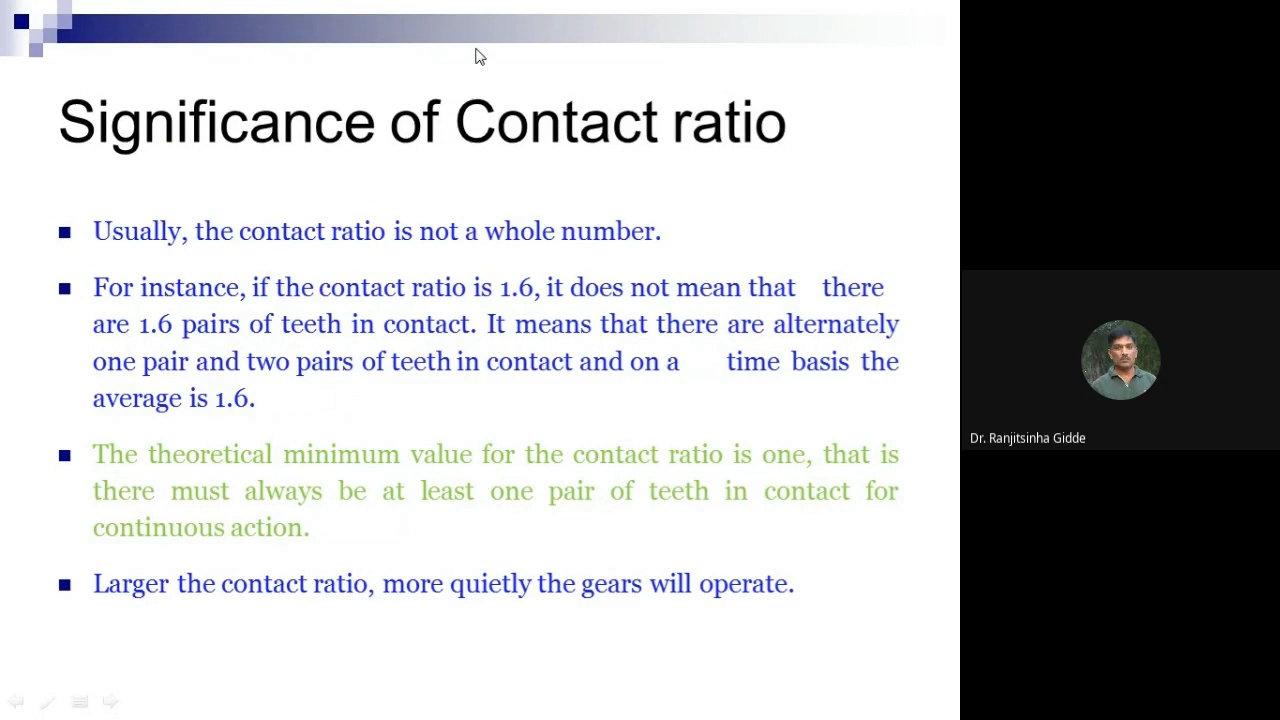 Significance of Contact ratio
Usually, the contact ratio is not a whole number.
For instance, if the contact ratio is 1.6, it does not mean that there
are 1.6 pairs of teeth in contact. It means that there are alternately
one pair and two pairs of teeth in contact and on a time basis the
average is 1.6.
The theoretical minimum value for the contact ratio is one, that is
there must always be at least one pair of teeth in contact for
continuous action.
Larger the contact ratio, more quietly the gears will operate.
Dr. Ranjitsinha Gidde